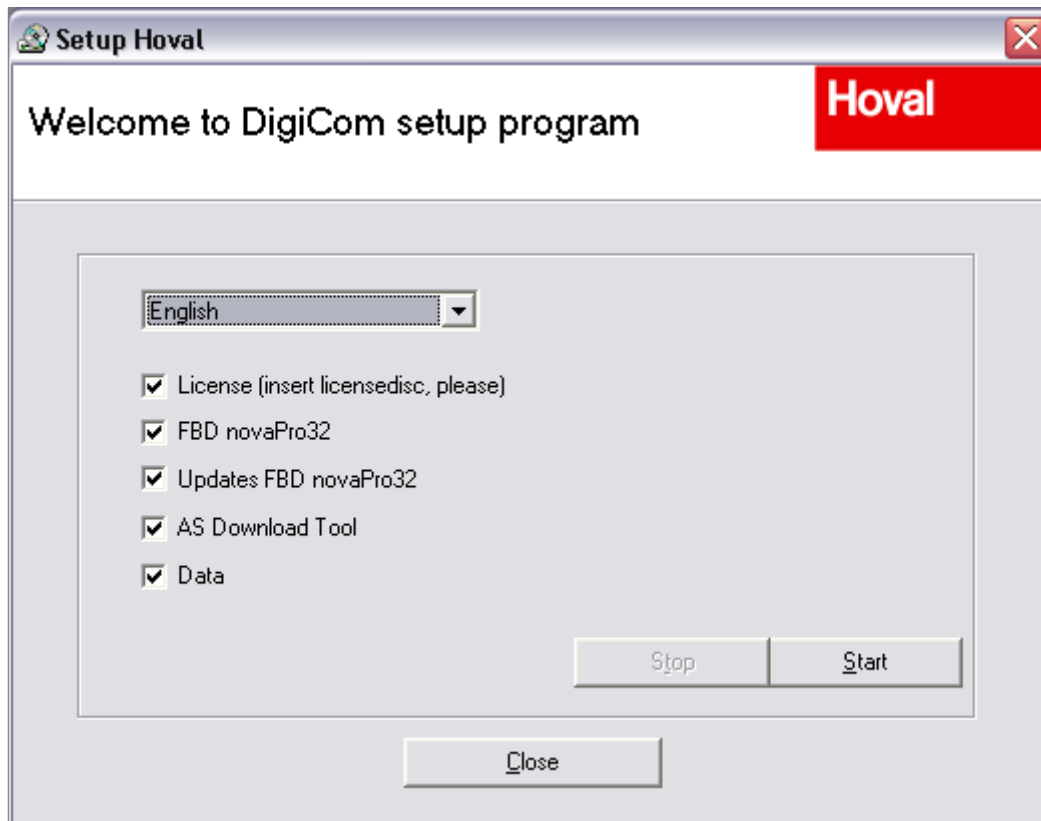 Setup Hoval
Welcome to DigiCom setup program
Hoval
English
License (insert licensedisc, please)
FBD novaPro32
Updates FBD novaPro32
AS Download Tool
Data
Stop
Start
Close